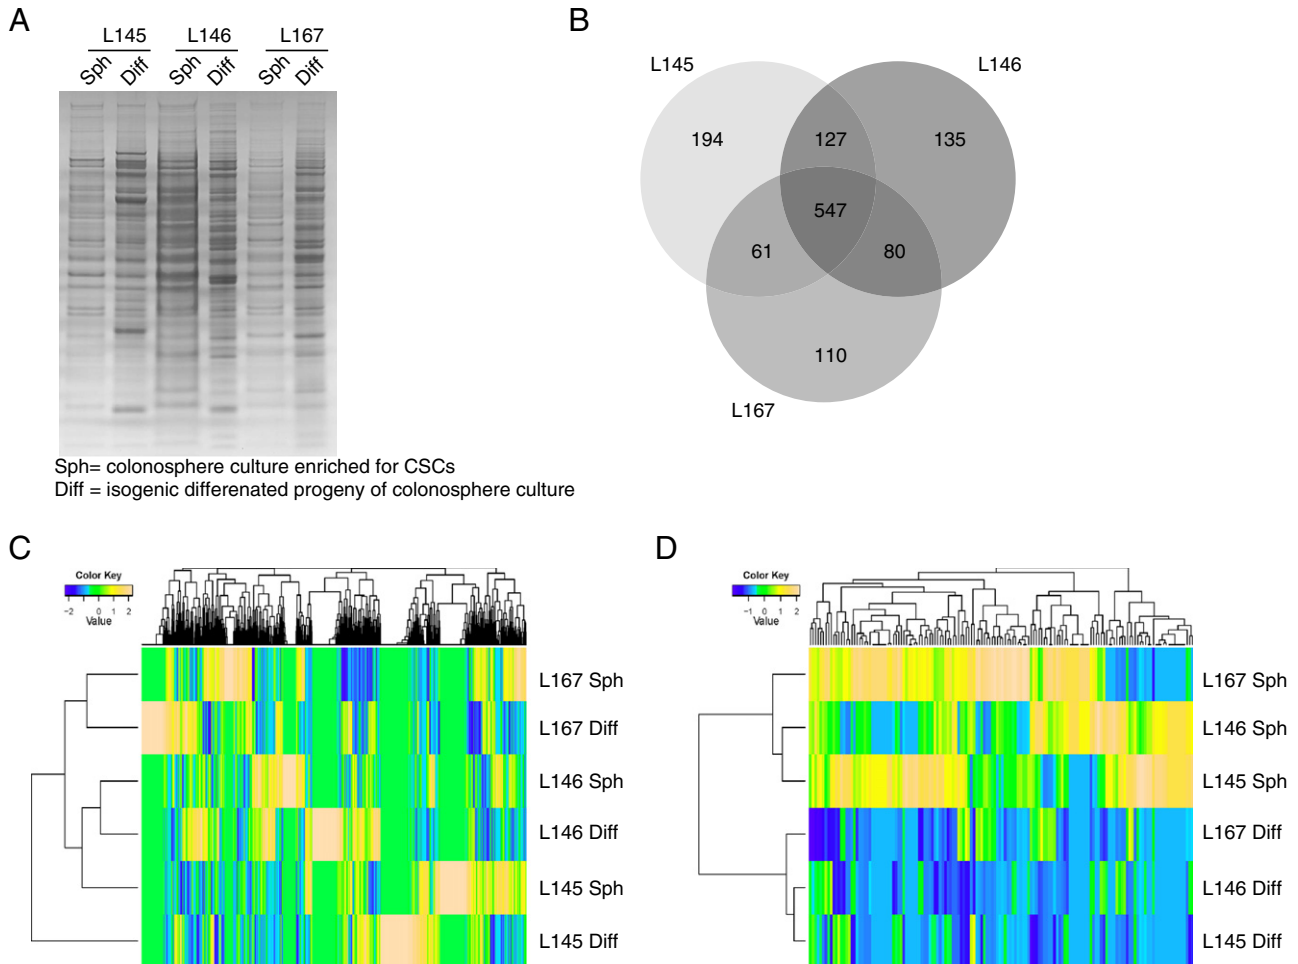 A
L145 L146 L167
Sph Diff Sph Diff Sph Diff
Sph= colonosphere culture enriched for CSCs
Diff = isogenic differenated progeny of colonosphere culture
B
L145
L146
194
127
135
547
61
80
110
L167
C
Color Key
−2 0 1 2
Value
L167 Sph
L167 Diff
L146 Sph
L146 Diff
L145 Sph
L145 Diff
D
Color Key
−1 0 1 2
Value
L167 Sph
L146 Sph
L145 Sph
L167 Diff
L146 Diff
L145 Diff